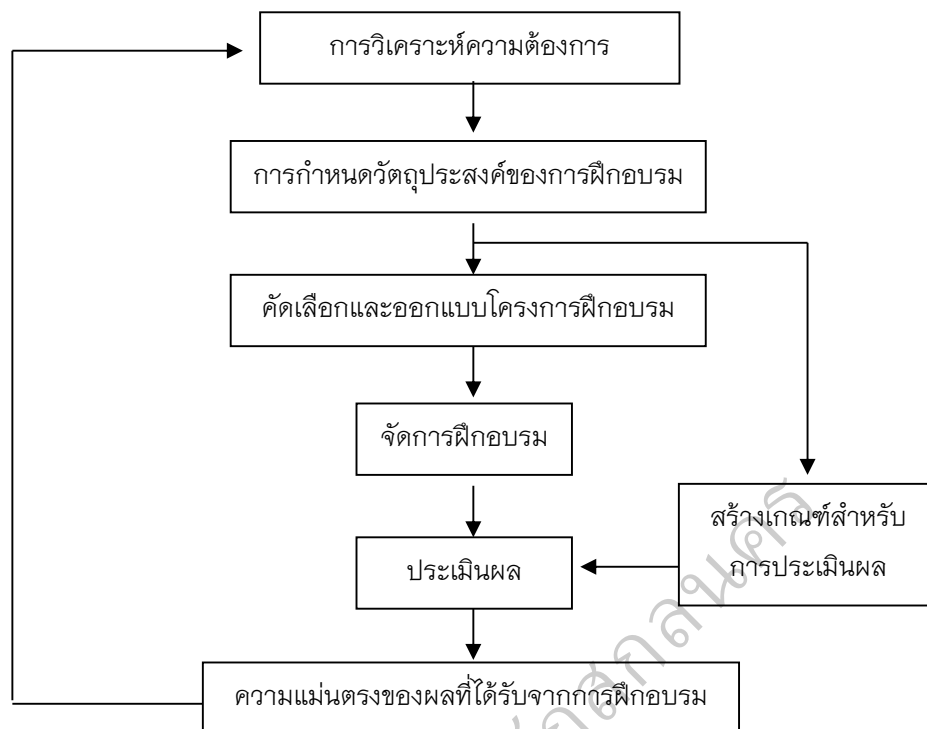 การวิเคราะห์ความต้องการ
การกำหนดวัตถุประสงค์ของการฝึกอบรม
คัดเลือกและออกแบบโครงการฝึกอบรม
จัดการฝึกอบรม
สร้างเกณฑ์สำหรับ
การประเมินผล
ประเมินผล
ความแม่นตรงของผลที่ได้รับจากการฝึกอบรม